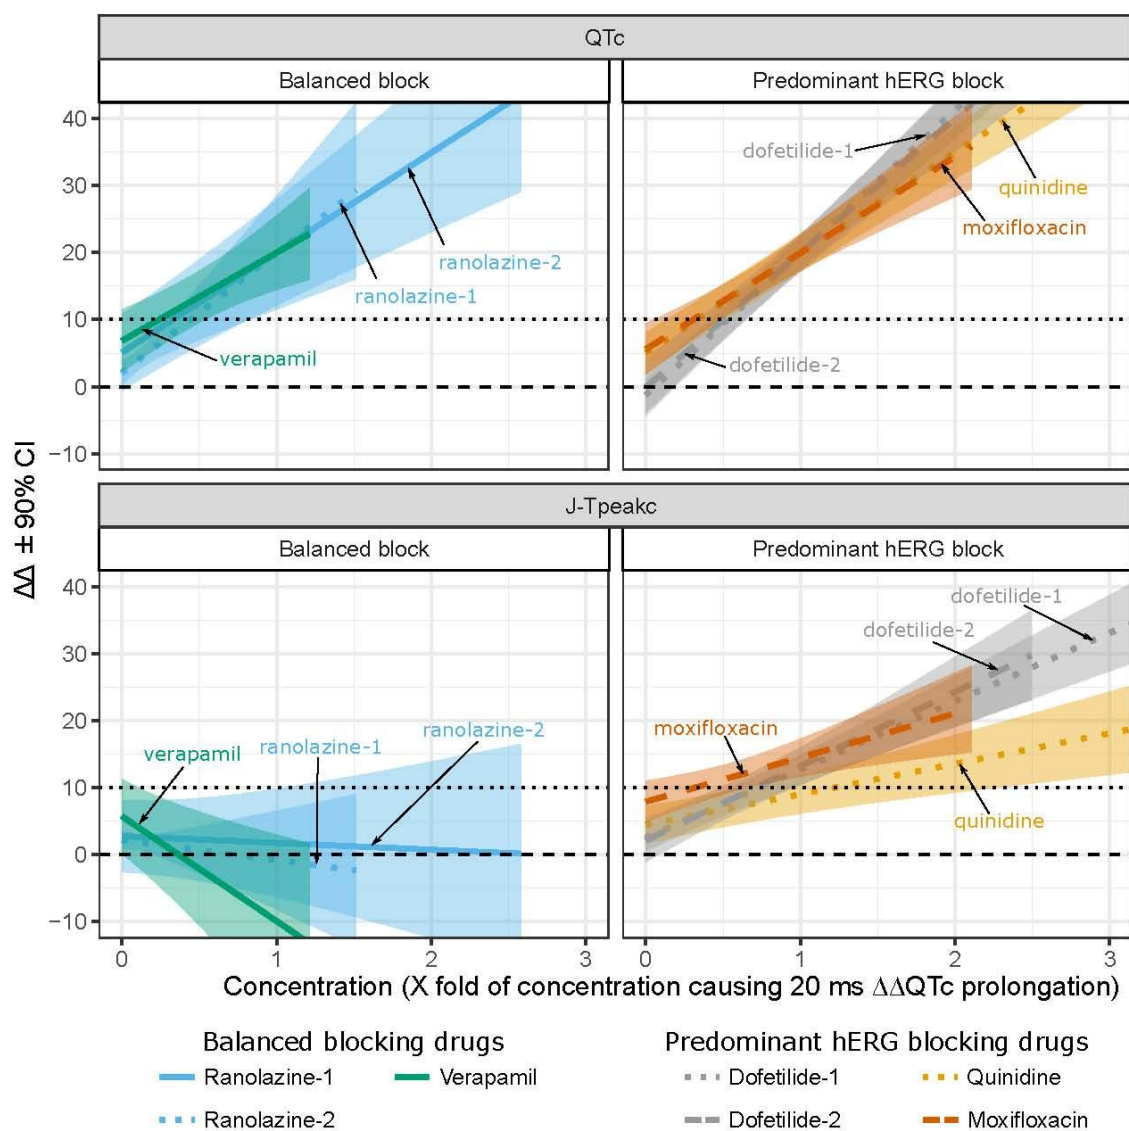 QTc
Balanced block
Predominant hERG block
40
30
20
10
0
−10
dofetilide-1
quinidine
moxifloxacin
ranolazine-2
ranolazine-1
verapamil
dofetilide-2
ΔΔ ± 90% CI
J-Tpeakc
Balanced block
Predominant hERG block
40
30
20
10
0
−10
dofetilide-1
dofetilide-2
verapamil
ranolazine-1
ranolazine-2
moxifloxacin
quinidine
0 1 2 3 0 1 2 3
Concentration (X fold of concentration causing 20 ms ΔΔQTc prolongation)
Balanced blocking drugs Predominant hERG blocking drugs
Ranolazine-1 Verapamil Dofetilide-1 Quinidine
Ranolazine-2 Dofetilide-2 Moxifloxacin